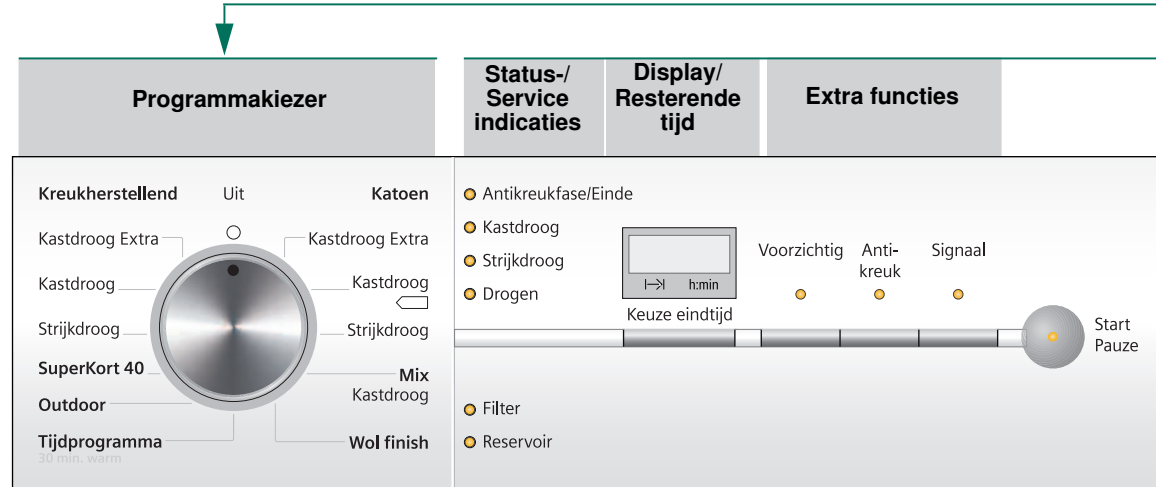 Programmakiezer
Status-/
Service
indicaties
Display/
Resterende
tijd
Extra functies
Kreukherstellend
Uit
Katoen
Kastdroog Extra
Kastdroog
Strijkdroog
SuperKort 40
Outdoor
Tijdprogramma
30 min. warm
Kastdroog Extra
Kastdroog
Strijkdroog
Mix
Kastdroog
Wol finish
Antikreukfase/Einde
Kastdroog
Strijkdroog
Drogen
Filter
Reservoir
h:min
Keuze eindtijd
Voorzichtig
Anti-
kreuk
Signaal
Start
Pauze